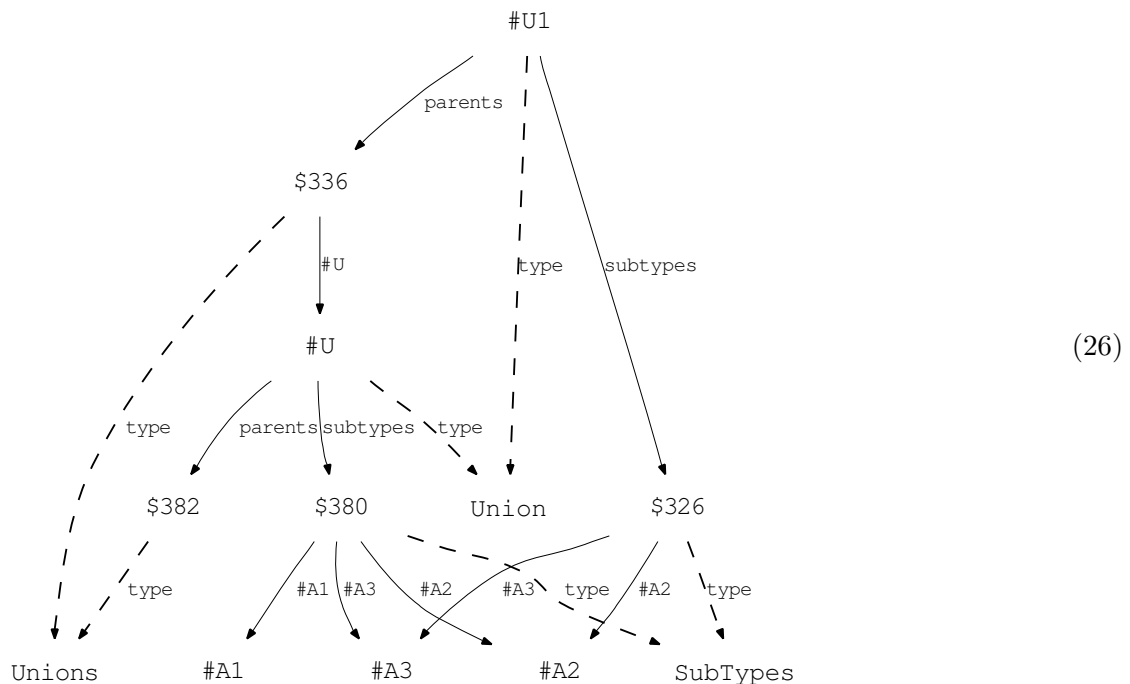 #U1
parents
$336
#U
type
subtypes
#U
(26)
type
parents
subtypes
type
$382
$380
Union
$326
type
#A1
#A3
#A2
#A3
type
#A2
type
Unions
#A1
#A3
#A2
SubTypes